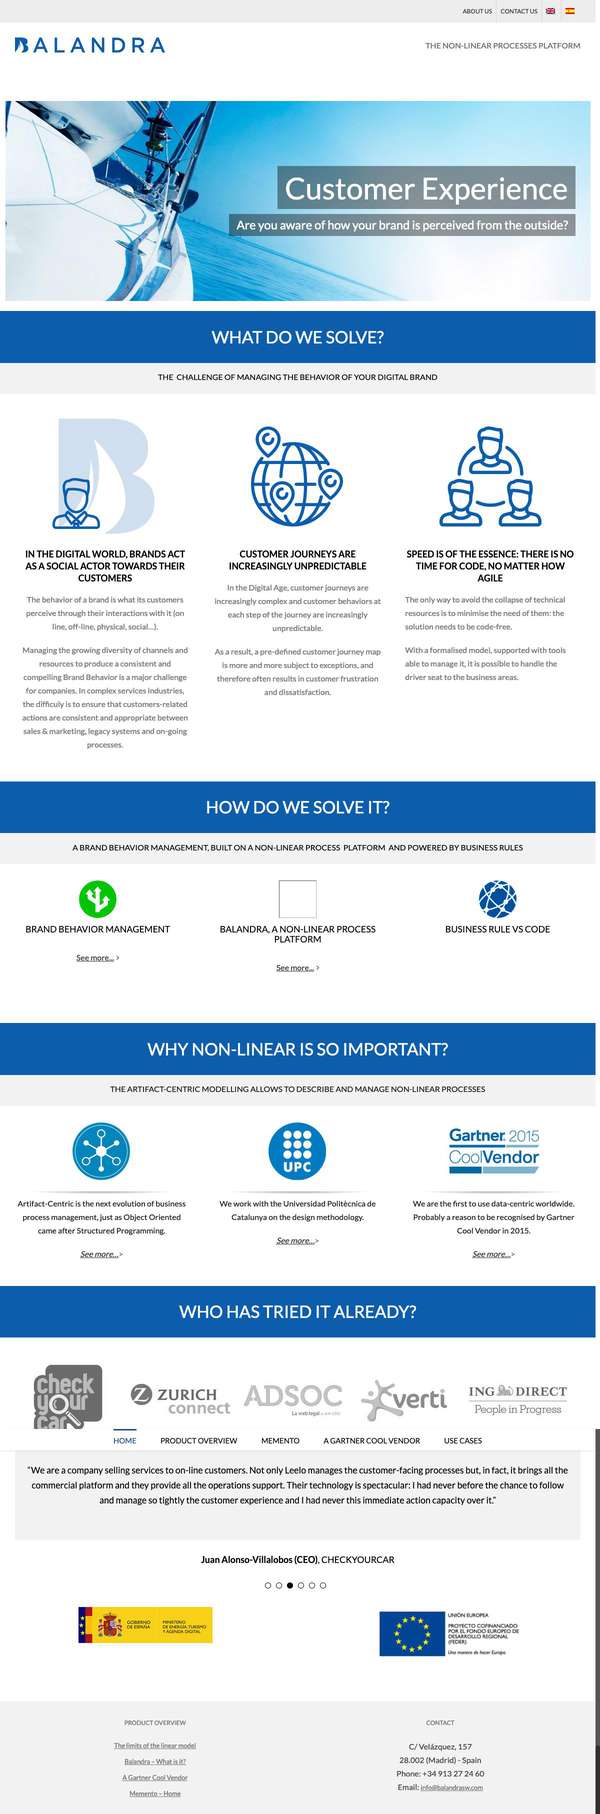 ABOUT US
CONTACT US
BALANDRA
THE NON-LINEAR PROCESSES PLATFORM
Customer Experience
Are you aware of how your brand is perceived from the outside?
WHAT DO WE SOLVE?
THE CHALLENGE OF MANAGING THE BEHAVIOR OF YOUR DIGITAL BRAND
IN THE DIGITAL WORLD, BRANDS ACT
AS A SOCIAL ACTOR TOWARDS THEIR
CUSTOMERS
The behavior of a brand is what its customers
perceive through their interactions with it (on
line, off-line, physical, social...).
Managing the growing diversity of channels and
resources to produce a consistent and
compelling Brand Behavior is a major challenge
for companies. In complex services industries,
the difficuly is to ensure that customers-related
actions are consistent and appropriate between
sales & marketing, legacy systems and on-going
processes.
CUSTOMER JOURNEYS ARE
INCREASINGLY UNPREDICTABLE
In the Digital Age, customer journeys are
increasingly complex and customer behaviors at
each step of the journey are increasingly
unpredictable.
As a result, a pre-defined customer journey map
is more and more subject to exceptions, and
therefore often results in customer frustration
and dissatisfaction.
SPEED IS OF THE ESSENCE: THERE IS NO
TIME FOR CODE, NO MATTER HOW
AGILE
The only way to avoid the collapse of technical
resources is to minimise the need of them: the
solution needs to be code-free.
With a formalised model, supported with tools
able to manage it, it is possible to handle the
driver seat to the business areas.
HOW DO WE SOLVE IT?
A BRAND BEHAVIOR MANAGEMENT, BUILT ON A NON-LINEAR PROCESS PLATFORM AND POWERED BY BUSINESS RULES
BRAND BEHAVIOR MANAGEMENT
See more... >
BALANDRA, A NON-LINEAR PROCESS
PLATFORM
See more... >
BUSINESS RULE VS CODE
WHY NON-LINEAR IS SO IMPORTANT?
THE ARTIFACT-CENTRIC MODELLING ALLOWS TO DESCRIBE AND MANAGE NON-LINEAR PROCESSES
Artifact-Centric is the next evolution of business
process management, just as Object Oriented
came after Structured Programming.
See more...>
UPC
We work with the Universidad Politècnica de
Catalunya on the design methodology.
See more...>
Gartner 2015
CoolVendor
We are the first to use data-centric worldwide.
Probably a reason to be recognised by Gartner
Cool Vendor in 2015.
See more...>
WHO HAS TRIED IT ALREADY?
check
your
car
ZURICH
connect
ADSOC
verti
ING DIRECT
People in Progress
HOME
PRODUCT OVERVIEW
MEMENTO
A GARTNER COOL VENDOR
USE CASES
"We are a company selling services to on-line customers. Not only Leelo manages the customer-facing processes but, in fact, it brings all the
commercial platform and they provide all the operations support. Their technology is spectacular: I had never before the chance to follow
and manage so tightly the customer experience and I had never this immediate action capacity over it."
Juan Alonso-Villalobos (CEO), CHECKYOURCAR
GOBIERNO
DE ESPAÑA
MINISTERIO
DE ENERGÍA, TURISMO
Y AGENDA DIGITAL
UNIÓN EUROPEA
PROYECTO COFINANCIADO
POR EL FONDO EUROPEO DE
DESARROLLO REGIONAL
(FEDER)
Una manera de hacer Europa
PRODUCT OVERVIEW
The limits of the linear model
Balandra – What is it?
A Gartner Cool Vendor
Memento – Home
CONTACT
C/ Velázquez, 157
28.002 (Madrid) - Spain
Phone: +34 913 27 24 60
Email: info@balandrasw.com